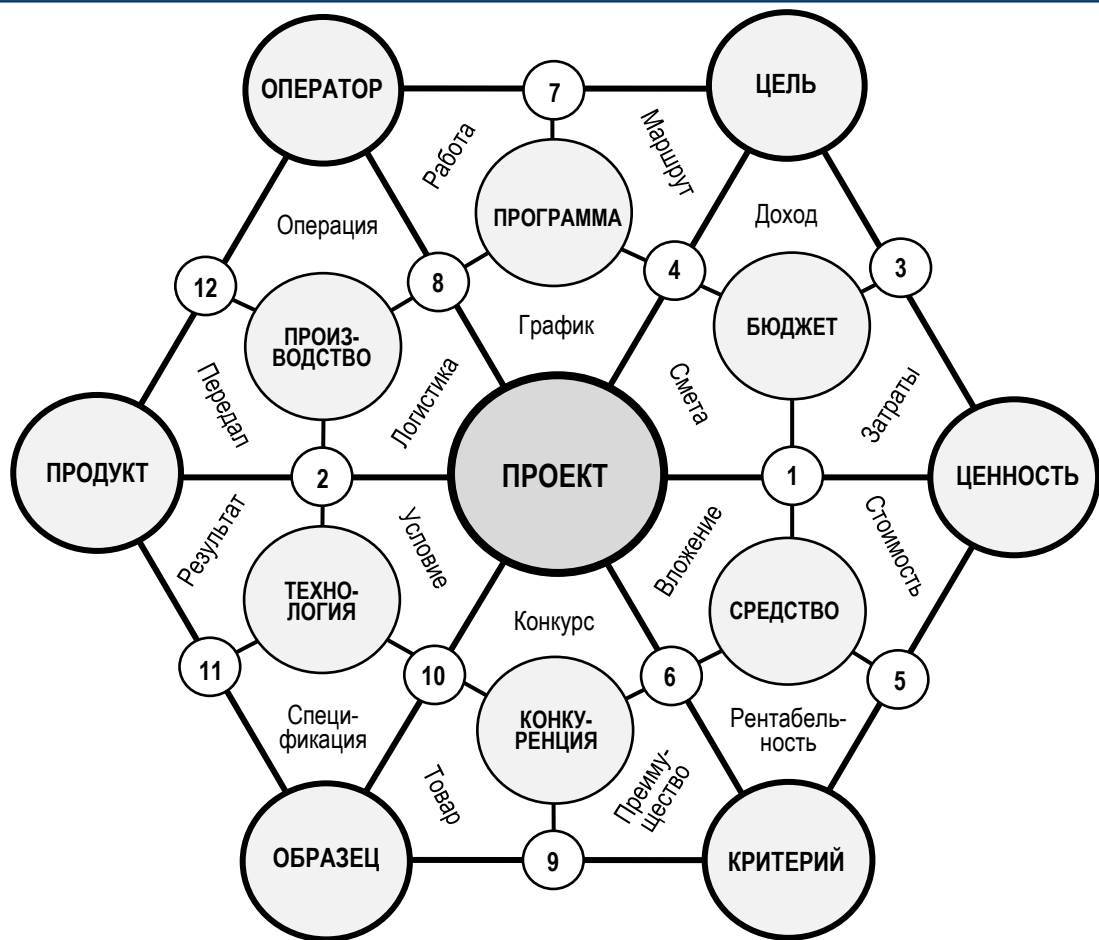 ОПЕРАТОР
7
ЦЕЛЬ
Работа
Маршрут
ПРОГРАММА
Операция
Доход
12
8
4
3
ПРОИЗ-
ВОДСТВО
График
БЮДЖЕТ
Передал
Логистика
Смета
Затраты
ПРОДУКТ
2
ПРОЕКТ
1
ЦЕННОСТЬ
Результат
Условие
Вложение
Стоимость
ТЕХНО-
ЛОГИЯ
Конкурс
СРЕДСТВО
11
10
6
5
Специ-
фикация
КОНКУ-
РЕНЦИЯ
Рентабель-
ность
Товар
Преиму-
щество
ОБРАЗЕЦ
9
КРИТЕРИЙ